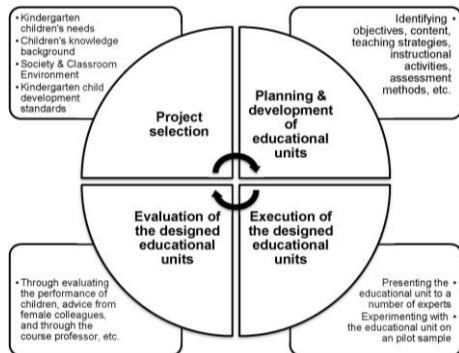 • Kindergarten
children's needs
• Children's knowledge
background
• Society & Classroom
Environment
• Kindergarten child
development
standards
Identifying •
objectives, content,
teaching strategies,
instructional
activities,
assessment
methods, etc.
Project
selection
Planning &
development
of
educational
units
Evaluation of
the designed
educational
units
Execution of
the designed
educational
units
• Through evaluating
the performance of
children, advice from
female colleagues,
and through the
course professor, etc.
Presenting the •
educational unit to a
number of experts
Experimenting with •
the educational unit on
an pilot sample